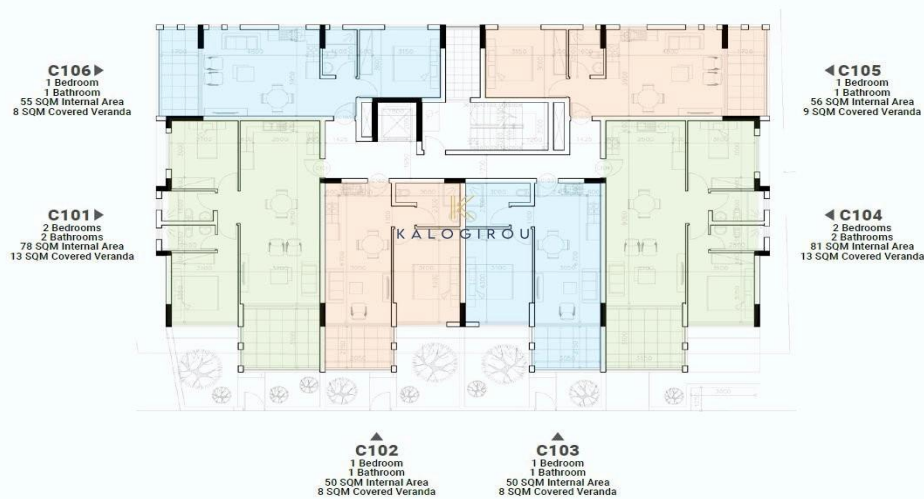 C106
1 Bedroom
1 Bathroom
55 SQM Internal Area
8 SQM Covered Veranda
C105
1 Bedroom
1 Bathroom
56 SQM Internal Area
9 SQM Covered Veranda
C101
2 Bedrooms
2 Bathrooms
78 SQM Internal Area
13 SQM Covered Veranda
KALOGIROU
C104
2 Bedrooms
2 Bathrooms
81 SQM Internal Area
13 SQM Covered Veranda
C102
1 Bedroom
1 Bathroom
50 SQM Internal Area
8 SQM Covered Veranda
C103
1 Bedroom
1 Bathroom
50 SQM Internal Area
8 SQM Covered Veranda